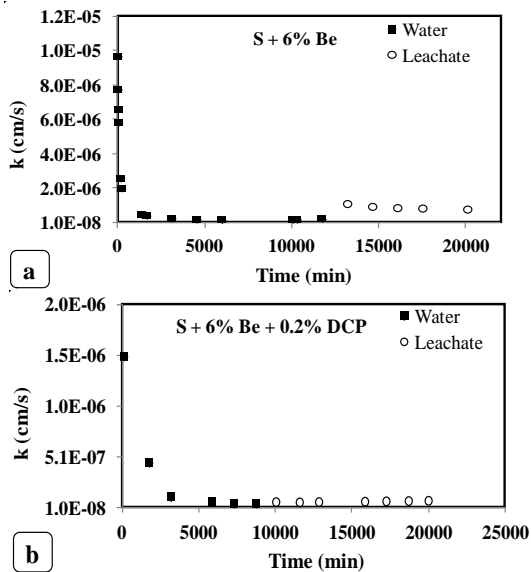 1.2E-05
1.0E-05
8.0E-06
6.0E-06
4.0E-06
2.0E-06
1.0E-08
k (cm/s)
S + 6% Be
Water
Leachate
0
5000
10000
15000
20000
Time (min)
a
2.0E-06
1.5E-06
1.0E-06
5.1E-07
1.0E-08
k (cm/s)
S + 6% Be + 0.2% DCP
Water
Leachate
0
5000
10000
15000
20000
25000
Time (min)
b